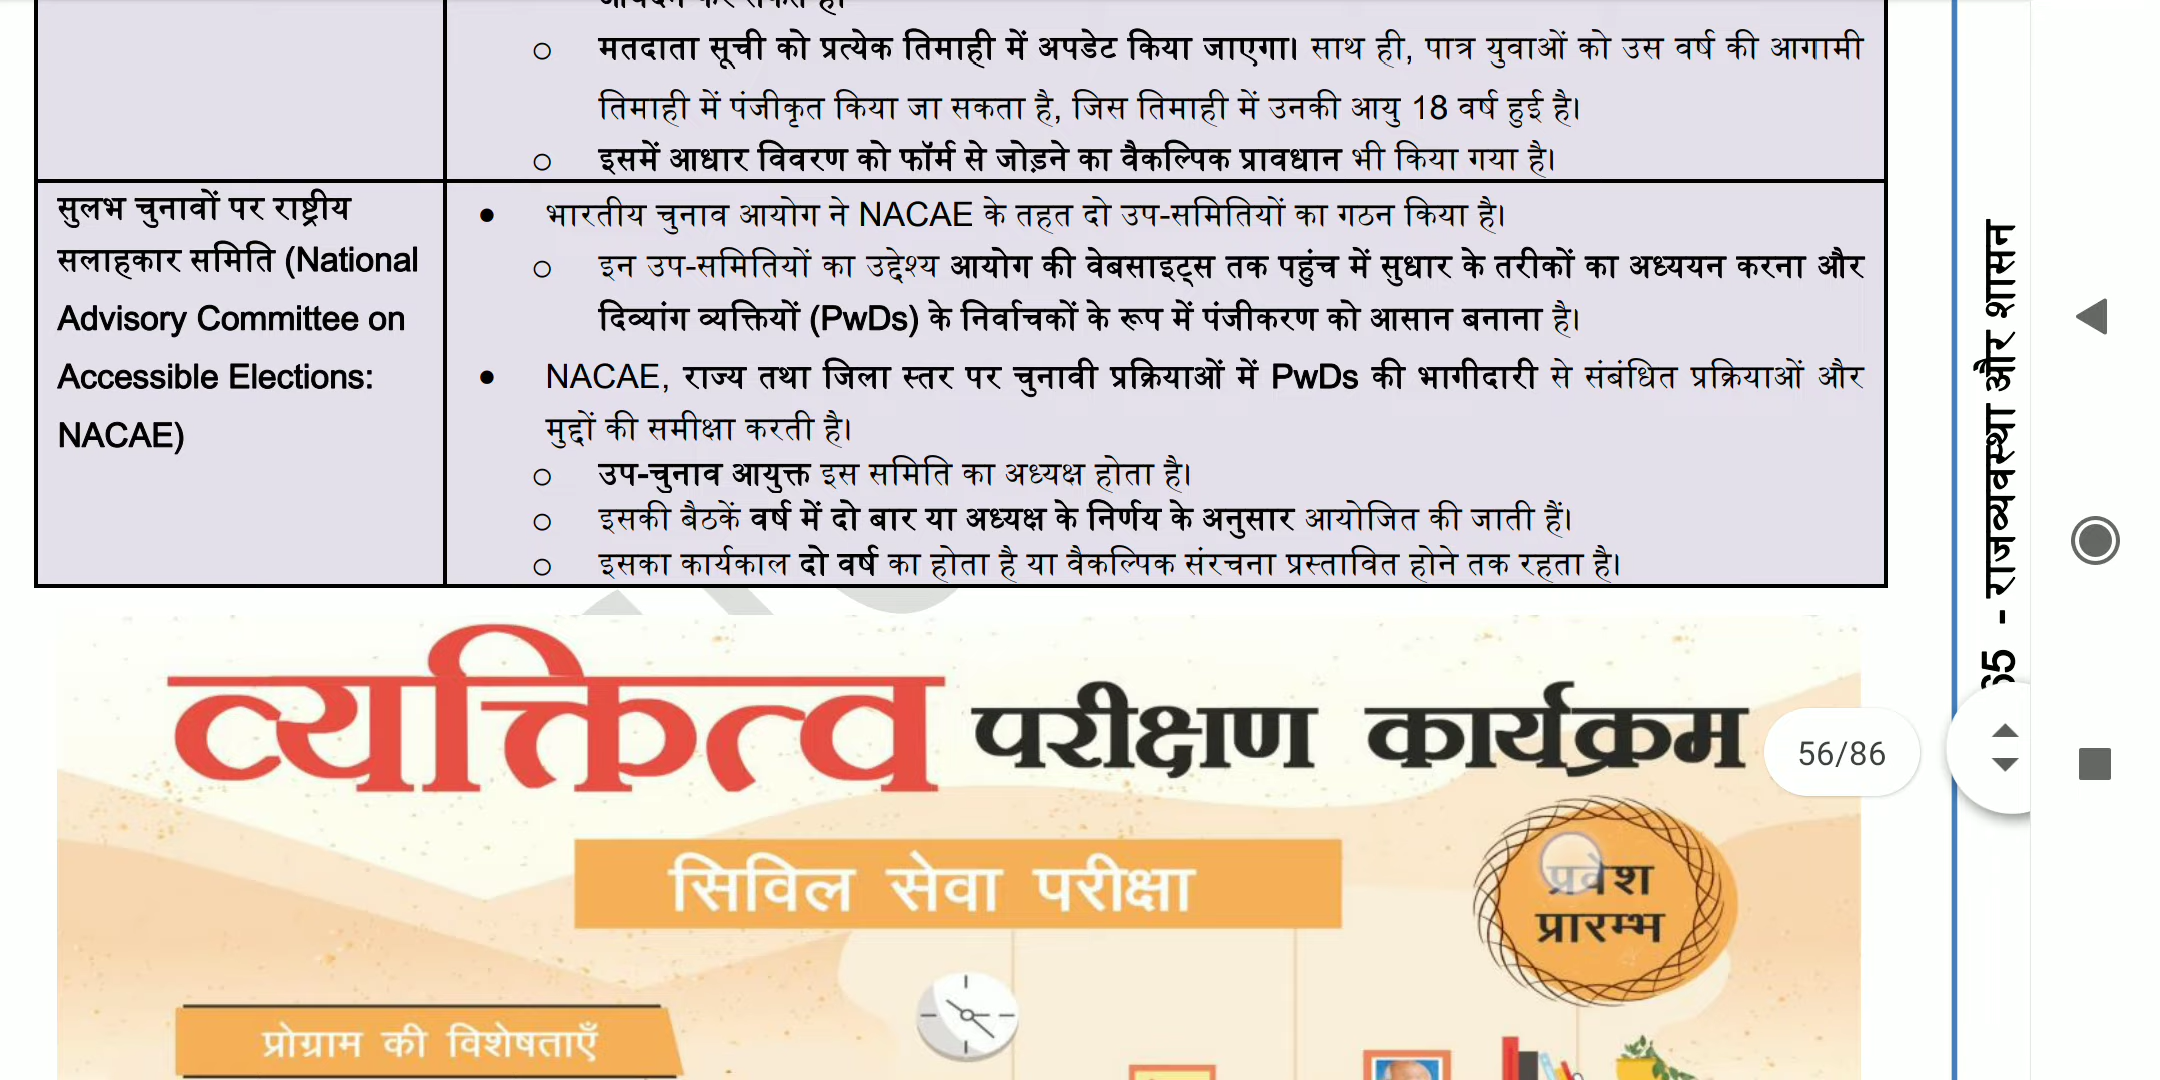 मतदाता सूची को प्रत्येक तिमाही में अपडेट किया जाएगा। साथ ही, पात्र युवाओं को उस वर्ष की आगामी
तिमाही में पंजीकृत किया जा सकता है, जिस तिमाही में उनकी आयु 18 वर्ष हुई है।
इसमें आधार विवरण को फॉर्म से जोड़ने का वैकल्पिक प्रावधान भी किया गया है।
सुलभ चुनावों पर राष्ट्रीय
सलाहकार समिति (National
Advisory Committee on
Accessible Elections:
NACAE)
भारतीय चुनाव आयोग ने NACAE के तहत दो उप-समितियों का गठन किया है।
इन उप-समितियों का उद्देश्य आयोग की वेबसाइट्स तक पहुंच में सुधार के तरीकों का अध्ययन करना और
दिव्यांग व्यक्तियों (PwDs) के निर्वाचकों के रूप में पंजीकरण को आसान बनाना है।
NACAE, राज्य तथा जिला स्तर पर चुनावी प्रक्रियाओं में PwDs की भागीदारी से संबंधित प्रक्रियाओं और
मुद्दों की समीक्षा करती है।
उप-चुनाव आयुक्त इस समिति का अध्यक्ष होता है।
इसकी बैठकें वर्ष में दो बार या अध्यक्ष के निर्णय के अनुसार आयोजित की जाती हैं।
इसका कार्यकाल दो वर्ष का होता है या वैकल्पिक संरचना प्रस्तावित होने तक रहता है।
व्यक्तित्व परीक्षण कार्यक्रम
56/86
सिविल सेवा परीक्षा
प्रवेश
प्रारम्भ
प्रोग्राम की विशेषताएँ
- राजव्यवस्था और शासन